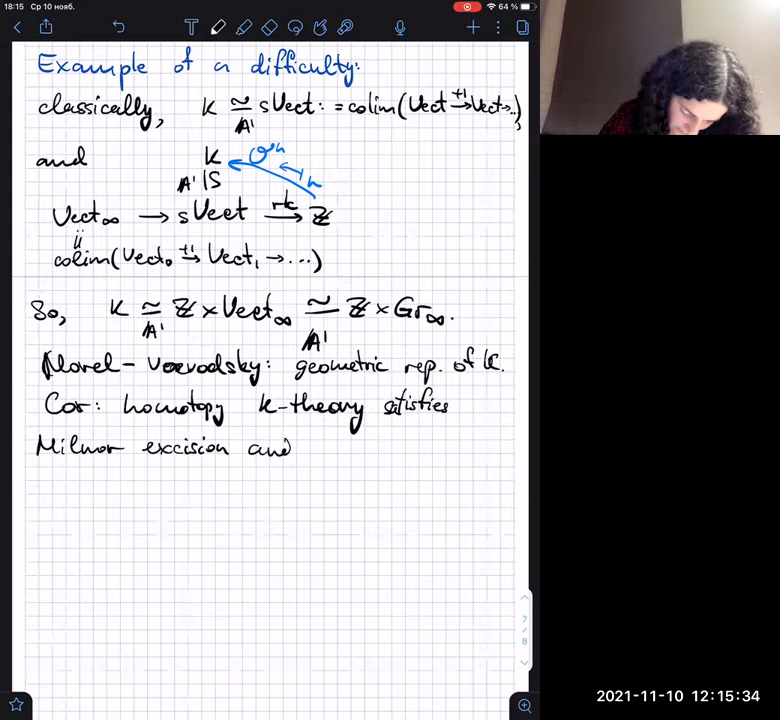 18:15 Ср 10 нояб.
64 %
Example of a difficulty:
classically, K ≃ sVect := colim(Vect →+1 Vect → ..),
A¹
and K O^n ↤ n
A¹ | S
Vect∞ → sVect →rk ℤ
colim(Vect₀ →+1 Vect₁ → ...)
So, K ≃ ℤ × Vect∞ ≃ ℤ × Gr∞.
A¹ A¹
Morel - Voevodsky: geometric rep. of K.
Cor: homotopy K-theory satisfies
Milnor excision and
7 / 8
2021-11-10 12:15:34